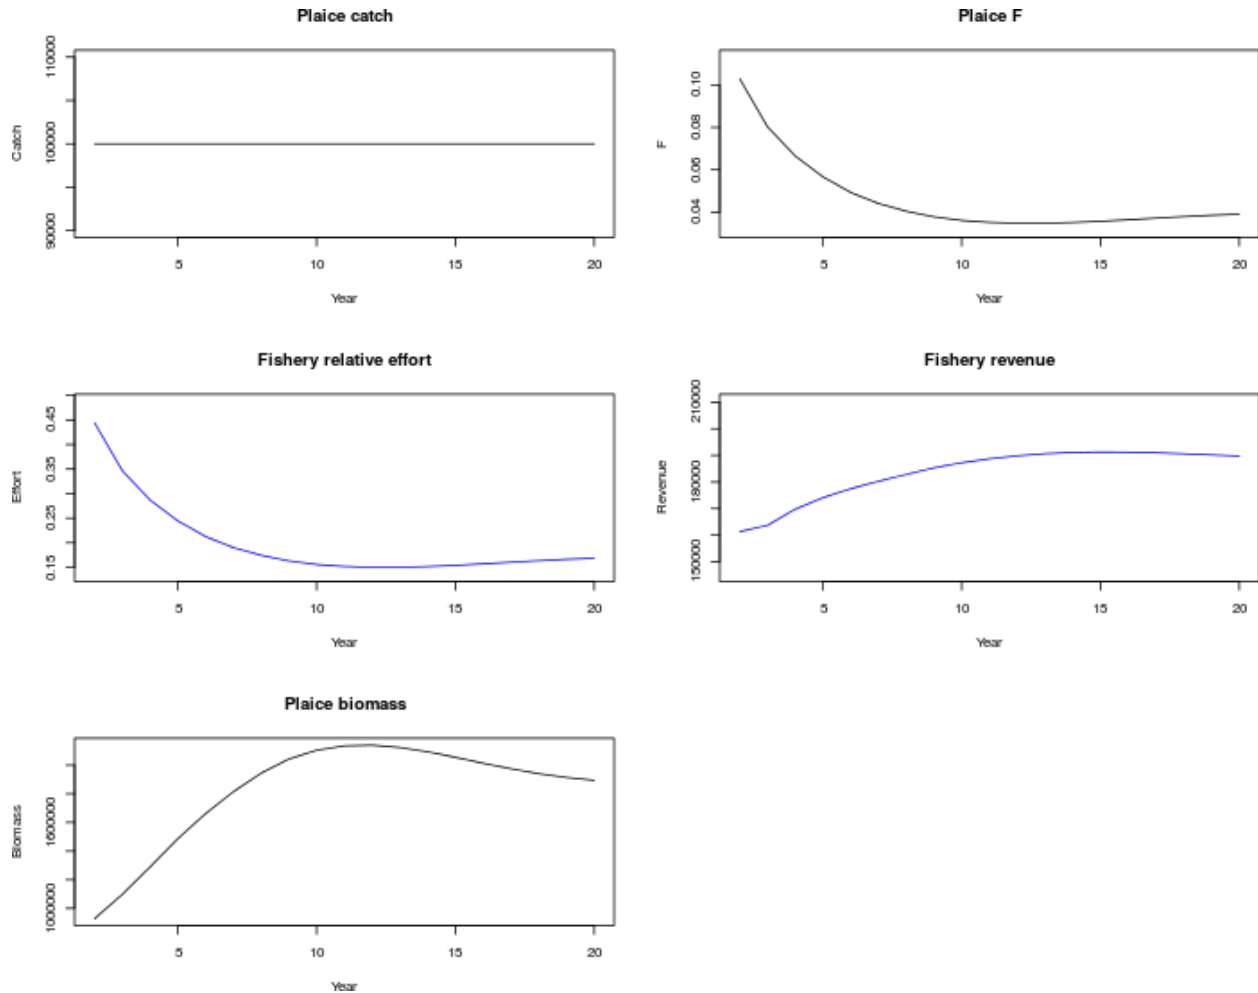 Plaice catch
Catch
110000
100000
90000
5 10 15 20
Year
Plaice F
F
0.10
0.08
0.06
0.04
5 10 15 20
Year
Fishery relative effort
Effort
0.45
0.35
0.25
0.15
5 10 15 20
Year
Fishery revenue
Revenue
210000
180000
150000
5 10 15 20
Year
Plaice biomass
Biomass
1600000
1000000
5 10 15 20
Year